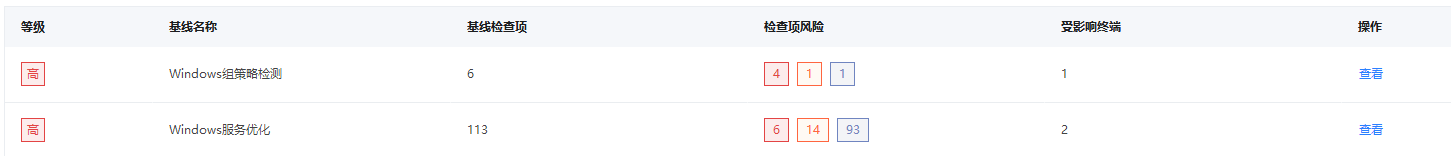 等级 基线名称 基线检查项 检查项风险 受影响终端 操作
高 Windows组策略检测 6 4 1 1 1 查看
高 Windows服务优化 113 6 14 93 2 查看